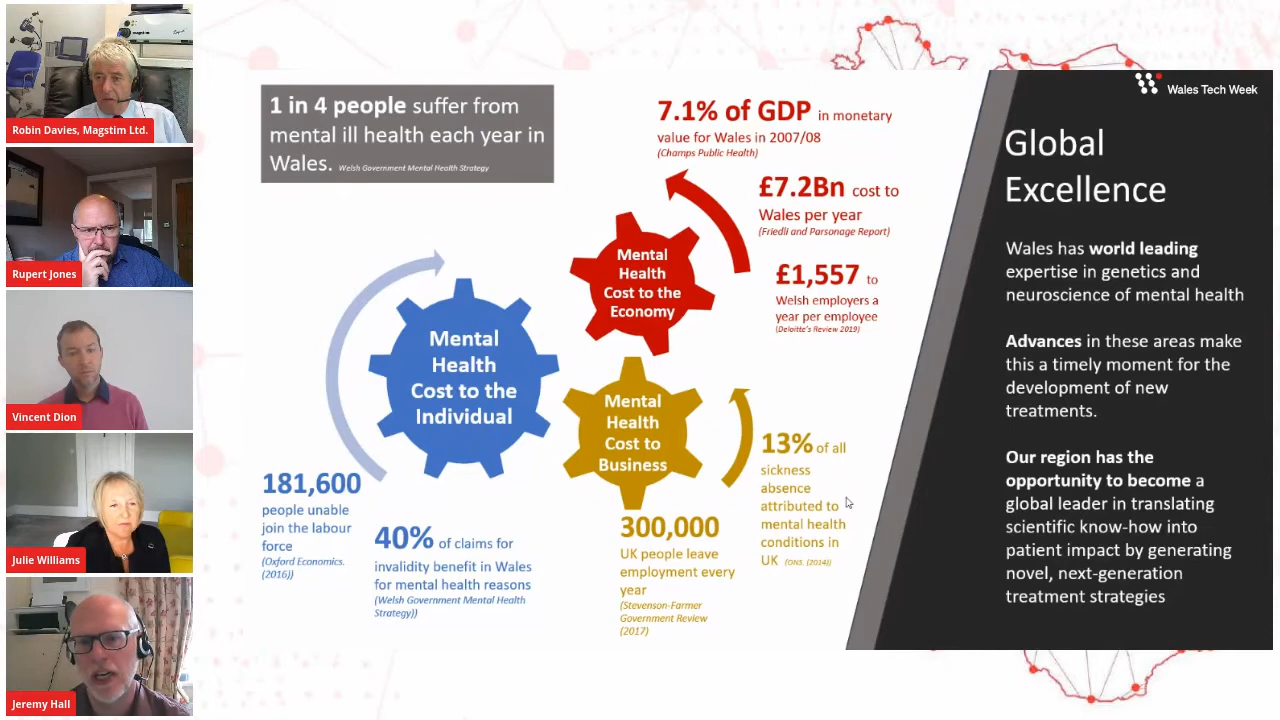 Robin Davies, Magstim Ltd.
Rupert Jones
Vincent Dion
Julie Williams
Jeremy Hall
1 in 4 people suffer from
mental ill health each year in
Wales. Welsh Government Mental Health Strategy
7.1% of GDP in monetary
value for Wales in 2007/08
(Champs Public Health)
£7.2Bn cost to
Wales per year
(Friedli and Parsonage Report)
£1,557 to
Welsh employers a
year per employee
(Deloitte's Review 2019)
Mental
Health
Cost to the
Economy
Mental
Health
Cost to the
Individual
Mental
Health
Cost to
Business
181,600
people unable
join the labour
force
(Oxford Economics.
(2016))
40% of claims for
invalidity benefit in Wales
for mental health reasons
(Welsh Government Mental Health
Strategy))
300,000
UK people leave
employment every
year
(Stevenson-Farmer
Government Review
(2017)
13% of all
sickness
absence
attributed to
mental health
conditions in
UK (ONS. (2014))
Wales Tech Week
Global
Excellence
Wales has world leading
expertise in genetics and
neuroscience of mental health
Advances in these areas make
this a timely moment for the
development of new
treatments.
Our region has the
opportunity to become a
global leader in translating
scientific know-how into
patient impact by generating
novel, next-generation
treatment strategies